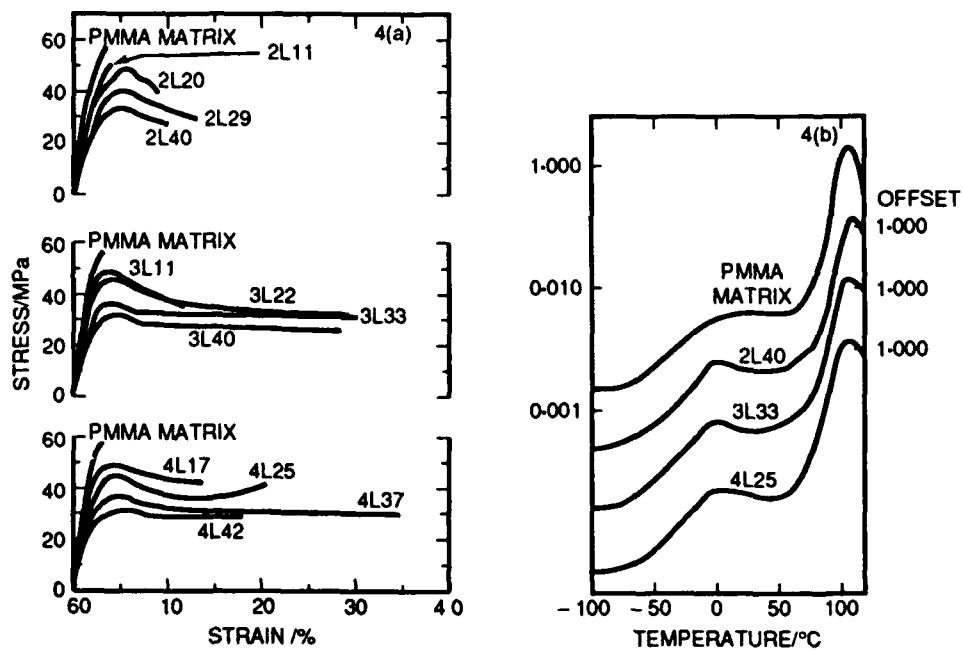 4(a)
60
40
20
0
PMMA MATRIX
2L11
2L20
2L29
2L40
60
40
20
0
PMMA MATRIX
3L11
3L22
3L33
3L40
60
40
20
0
PMMA MATRIX
4L17
4L25
4L37
4L42
STRESS/MPa
60
10
20
30
4 0
STRAIN /%
4(b)
1·000
0·010
0·001
PMMA
MATRIX
2L40
3L33
4L25
OFFSET
1·000
1·000
1·000
-100
-50
0
50
100
TEMPERATURE/°C